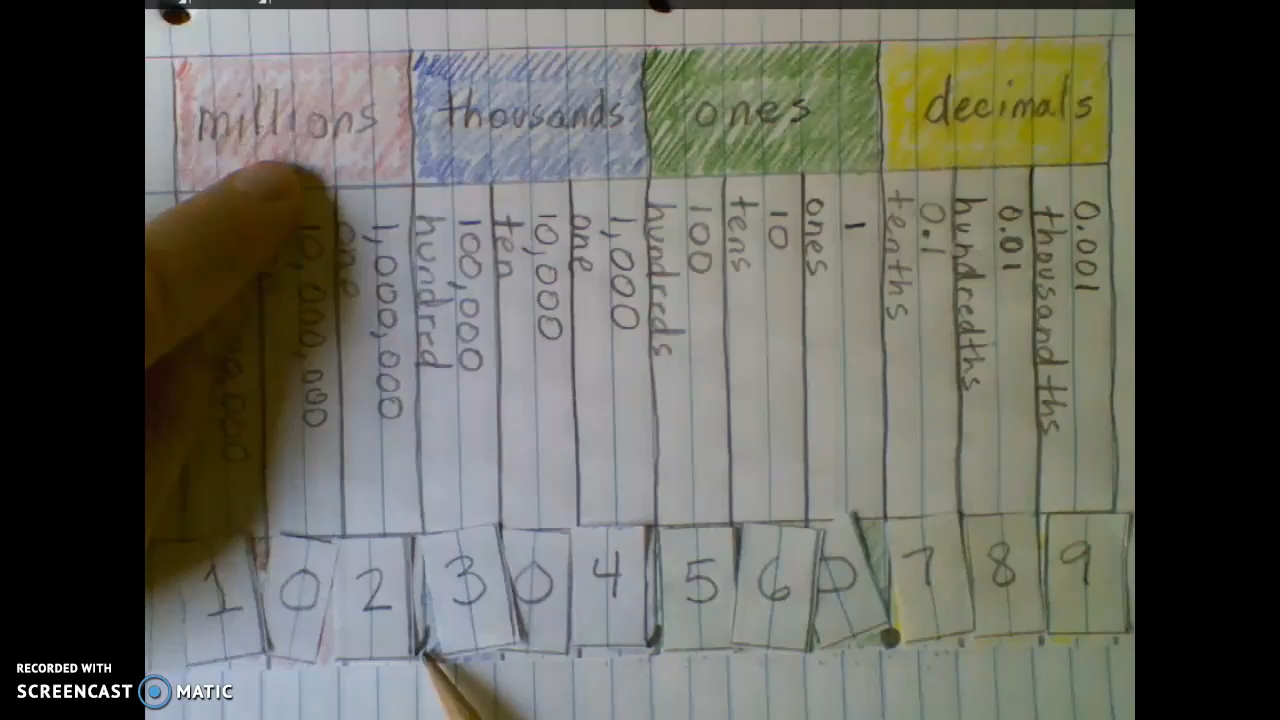 millions thousands ones decimals
1,000,000
one
10,000,000
hundred
100,000
ten
10,000
one
1,000
hundreds
100
tens
10
ones
1
tenths
0.1
hundredths
0.01
thousandths
0.001
1 0 2 3 0 4 5 6 0 . 7 8 9
RECORDED WITH
SCREENCAST MATIC